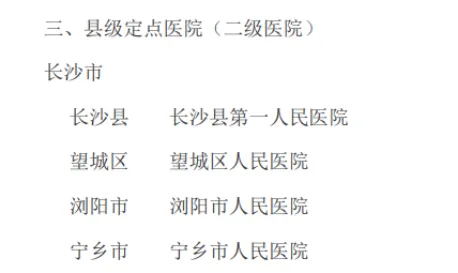 三、县级定点医院（二级医院）
长沙市
长沙县 长沙县第一人民医院
望城区 望城区人民医院
浏阳市 浏阳市人民医院
宁乡市 宁乡市人民医院